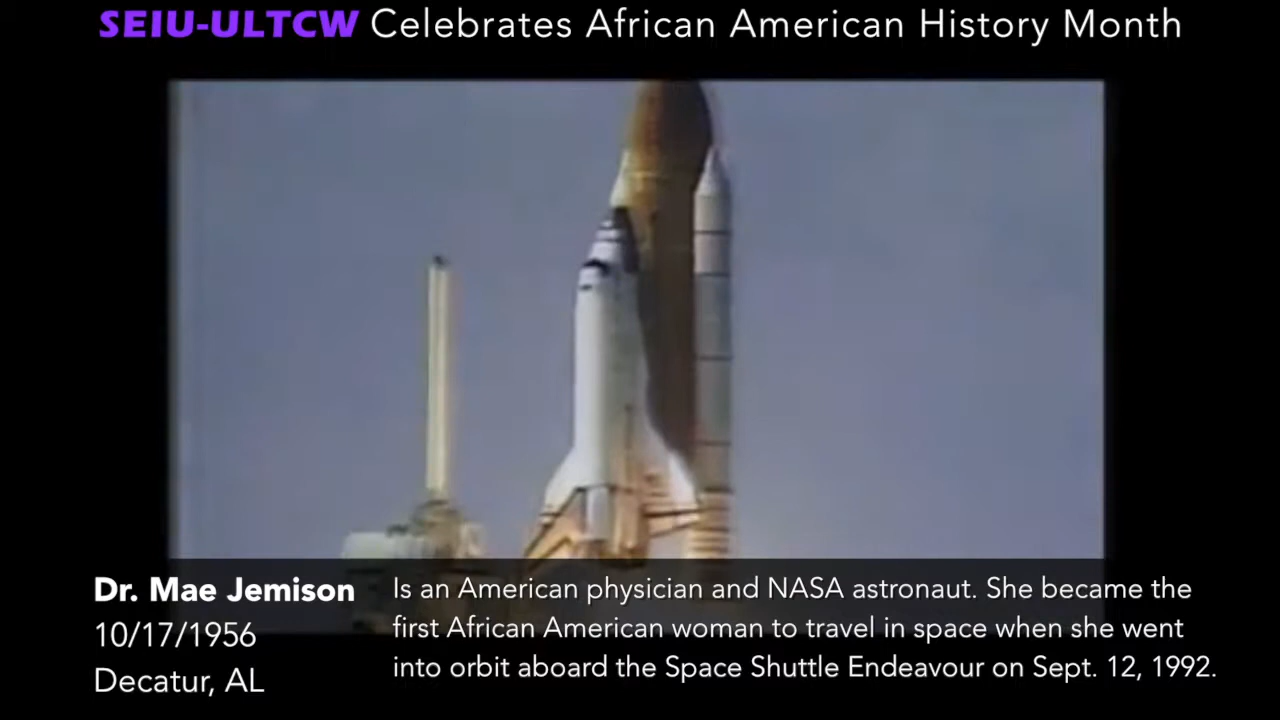 SEIU-ULTCW Celebrates African American History Month
Dr. Mae Jemison
10/17/1956
Decatur, AL
Is an American physician and NASA astronaut. She became the
first African American woman to travel in space when she went
into orbit aboard the Space Shuttle Endeavour on Sept. 12, 1992.